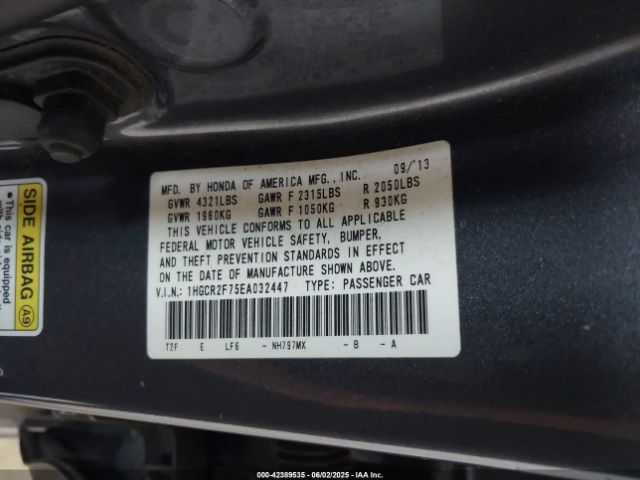 MFD. BY HONDA OF AMERICA MFG., INC. 09/'13
GVWR 4321LBS GAWR F 2315LBS R 2050LBS
GVWR 1960KG GAWR F 1050KG R 930KG
THIS VEHICLE CONFORMS TO ALL APPLICABLE
FEDERAL MOTOR VEHICLE SAFETY, BUMPER,
AND THEFT PREVENTION STANDARDS IN EFFECT
ON THE DATE OF MANUFACTURE SHOWN ABOVE.
V.I.N.: 1HGCR2F75EA032447 TYPE: PASSENGER CAR
T2F E LF6 - NH797MX - B - A
SIDE AIRBAG A9
• This car is equipped
000-42389535 - 06/02/2025 - IAA Inc.